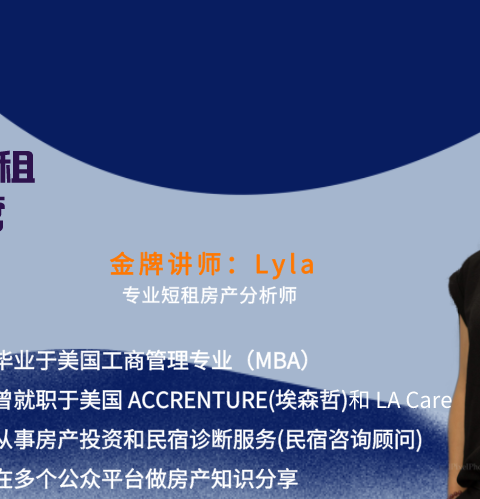 租
金牌讲师：Lyla
专业短租房产分析师
毕业于美国工商管理专业（MBA）
曾就职于美国 ACCRENTURE(埃森哲)和 LA Care
从事房产投资和民宿诊断服务(民宿咨询顾问)
在多个公众平台做房产知识分享